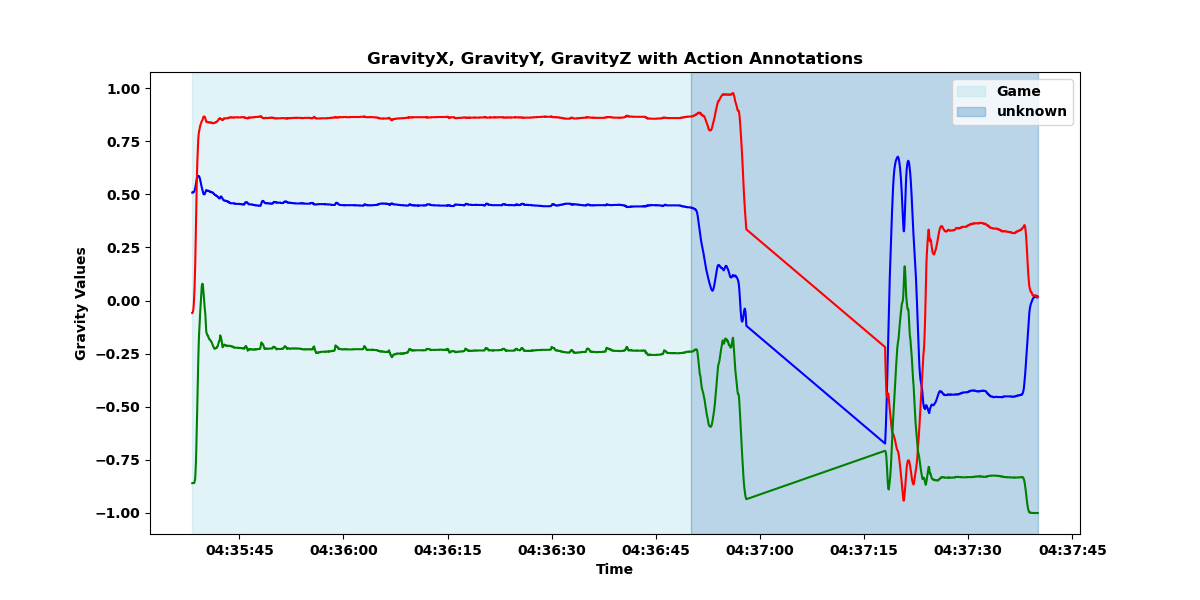 GravityX, GravityY, GravityZ with Action Annotations
Game
unknown
Gravity Values
1.00
0.75
0.50
0.25
0.00
−0.25
−0.50
−0.75
−1.00
04:35:45 04:36:00 04:36:15 04:36:30 04:36:45 04:37:00 04:37:15 04:37:30 04:37:45
Time